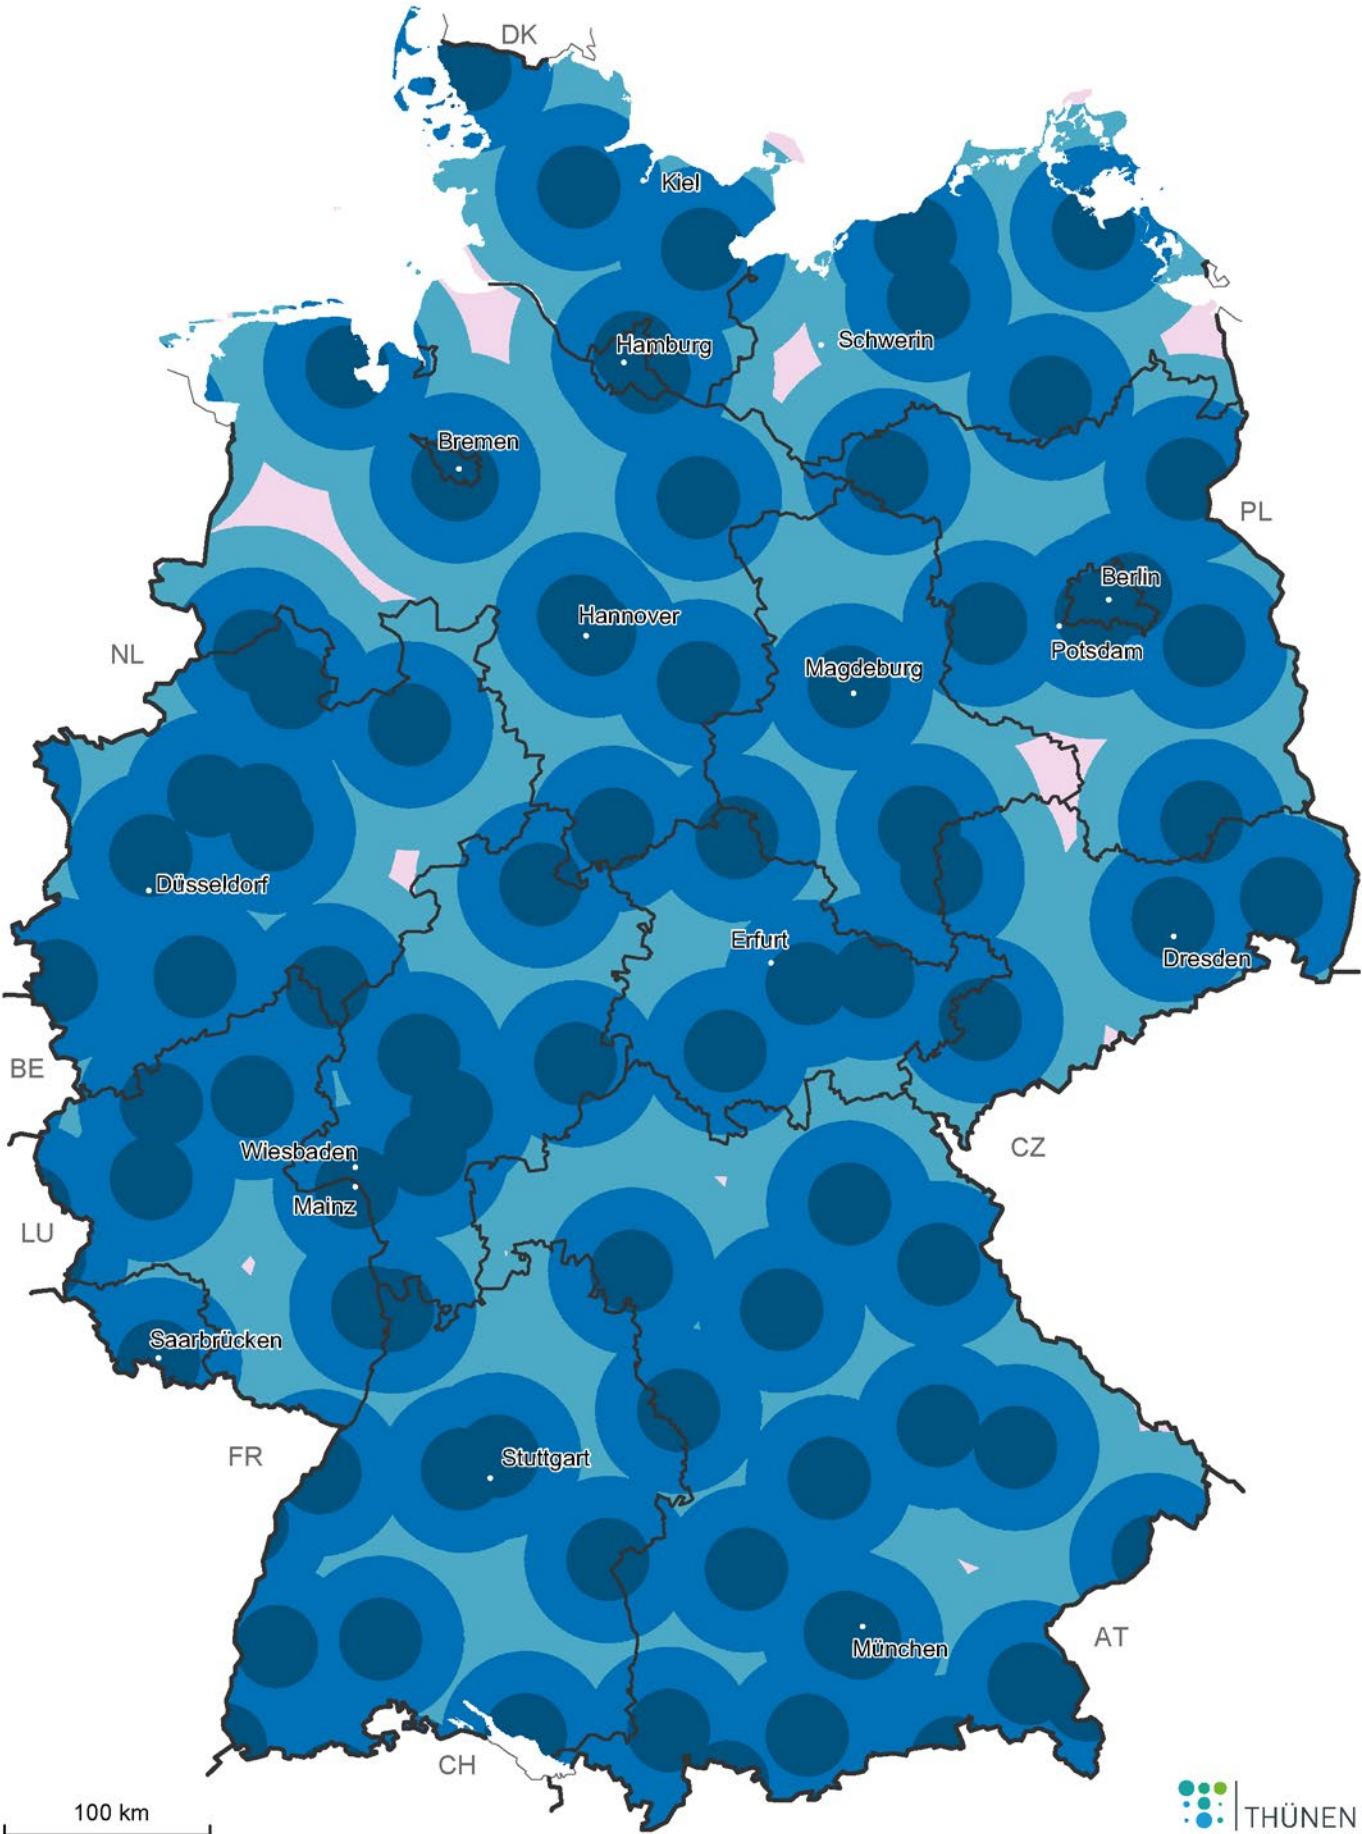 DK
Kiel
Schwerin
Hamburg
Bremen
PL
Berlin
Hannover
Potsdam
NL
Magdeburg
Düsseldorf
Erfurt
Dresden
BE
CZ
Wiesbaden
Mainz
LU
Saarbrücken
FR
Stuttgart
AT
München
CH
100 km
THÜNEN